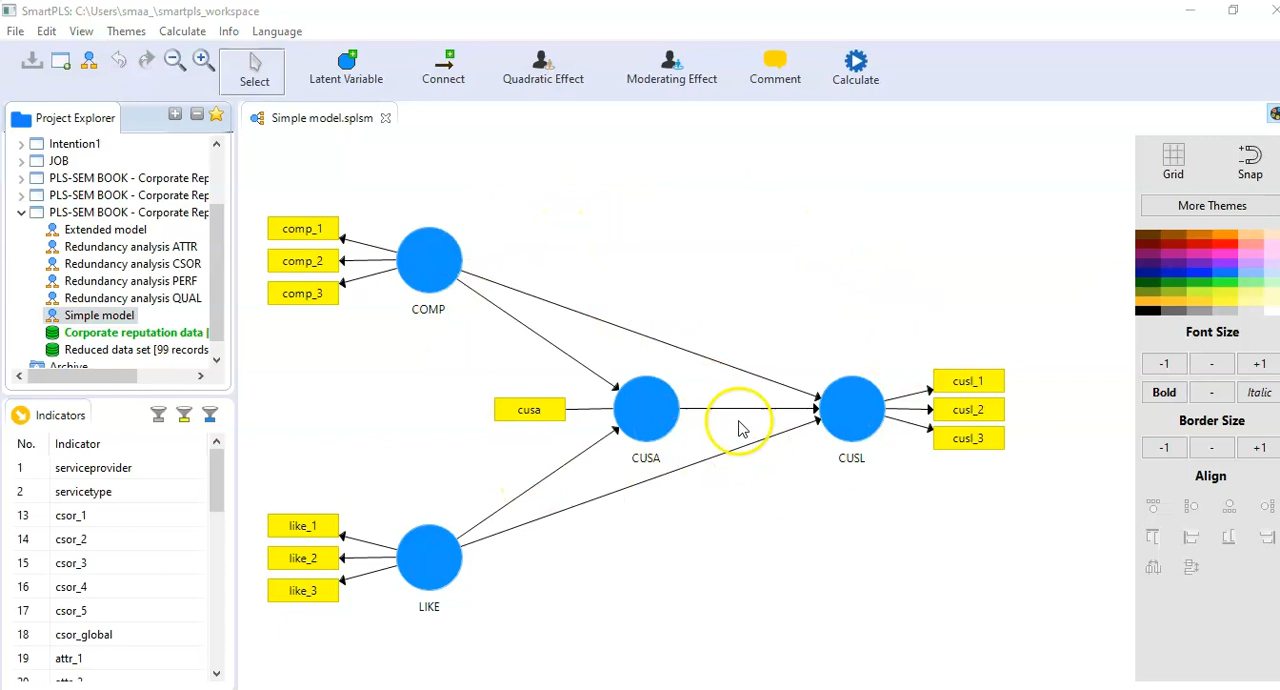 SmartPLS: C:\Users\smaa_\smartpls_workspace
File Edit View Themes Calculate Info Language
Select
Latent Variable
Connect
Quadratic Effect
Moderating Effect
Comment
Calculate
Project Explorer
Simple model.splsm
Intention1
JOB
PLS-SEM BOOK - Corporate Rep
PLS-SEM BOOK - Corporate Rep
PLS-SEM BOOK - Corporate Rep
Extended model
Redundancy analysis ATTR
Redundancy analysis CSOR
Redundancy analysis PERF
Redundancy analysis QUAL
Simple model
Corporate reputation data [
Reduced data set [99 records
Archive
Indicators
No. Indicator
1 serviceprovider
2 servicetype
13 csor_1
14 csor_2
15 csor_3
16 csor_4
17 csor_5
18 csor_global
19 attr_1
20 attr_2
comp_1
comp_2
comp_3
COMP
cusa
CUSA
CUSL
cusl_1
cusl_2
cusl_3
like_1
like_2
like_3
LIKE
Grid
Snap
More Themes
Font Size
-1 - +1
Bold - Italic
Border Size
-1 - +1
Align